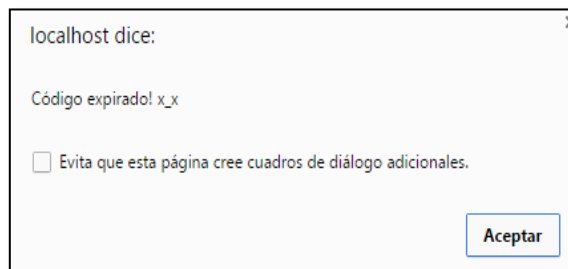 localhost dice:
Código expirado! x_x
Evita que esta página cree cuadros de diálogo adicionales.
Aceptar